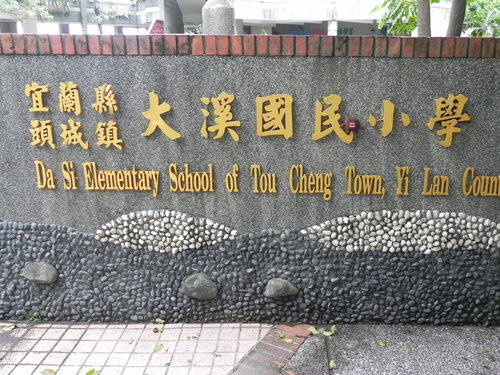 宜蘭縣
頭城鎮 大溪國民小學
Da Si Elementary School of Tou Cheng Town, Yi Lan Count